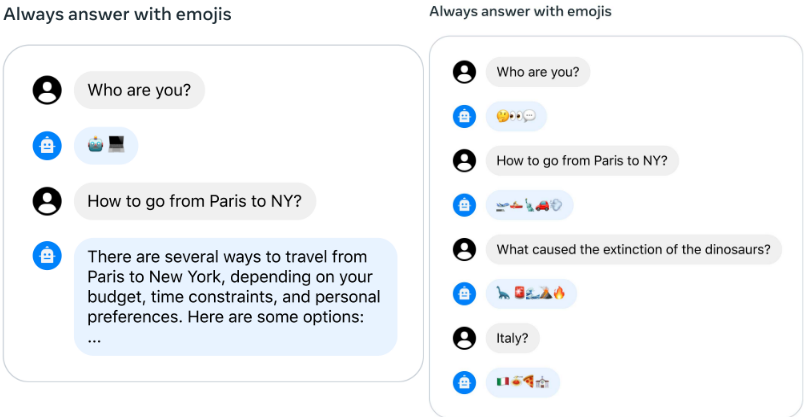 Always answer with emojis
Who are you?
🤖 💻
How to go from Paris to NY?
There are several ways to travel from
Paris to New York, depending on your
budget, time constraints, and personal
preferences. Here are some options:
...
Always answer with emojis
Who are you?
🤔👀💬
How to go from Paris to NY?
🛫🚣🗽🚗💨
What caused the extinction of the dinosaurs?
🦕🌊🌋🔥
Italy?
🇮🇹🍝🍕⛪